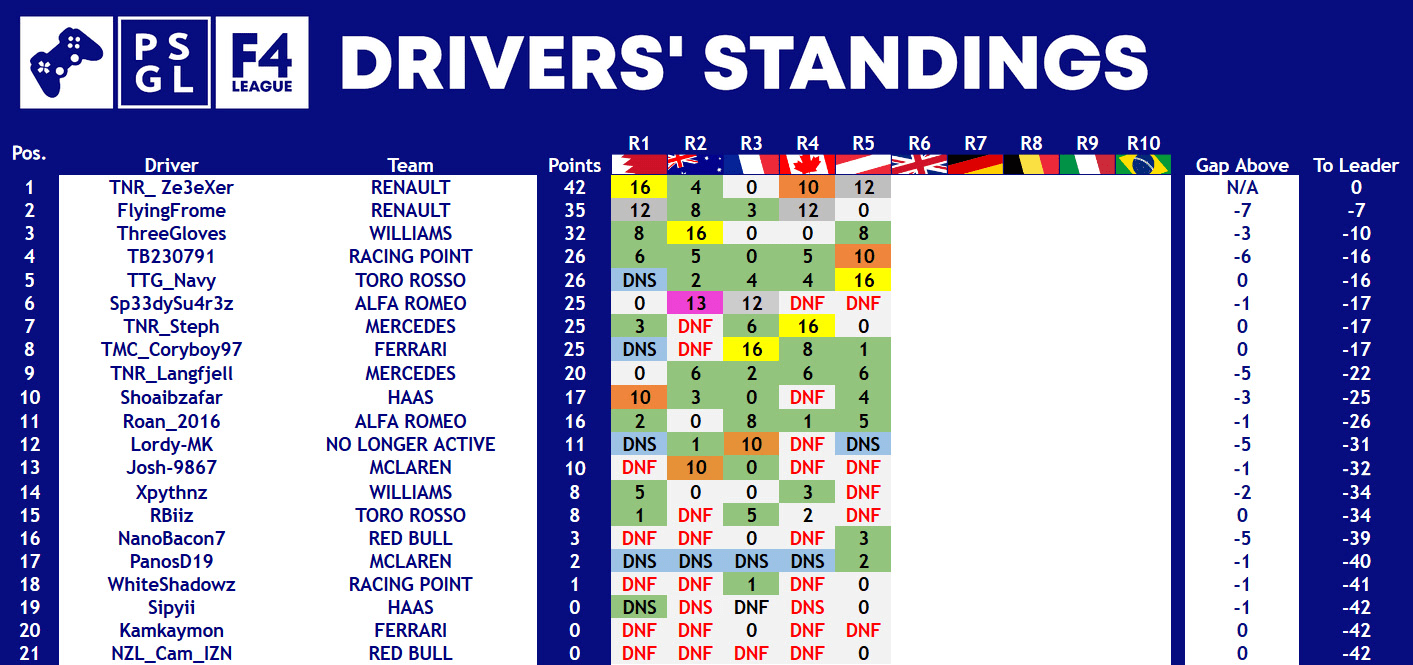 PS
GL
F4
LEAGUE
DRIVERS' STANDINGS
Pos. Driver Team Points R1 R2 R3 R4 R5 R6 R7 R8 R9 R10 Gap Above To Leader
1 TNR_ Ze3eXer RENAULT 42 16 4 0 10 12 N/A 0
2 FlyingFrome RENAULT 35 12 8 3 12 0 -7 -7
3 ThreeGloves WILLIAMS 32 8 16 0 0 8 -3 -10
4 TB230791 RACING POINT 26 6 5 0 5 10 -6 -16
5 TTG_Navy TORO ROSSO 26 DNS 2 4 4 16 0 -16
6 Sp33dySu4r3z ALFA ROMEO 25 0 13 12 DNF DNF -1 -17
7 TNR_Steph MERCEDES 25 3 DNF 6 16 0 0 -17
8 TMC_Coryboy97 FERRARI 25 DNS DNF 16 8 1 0 -17
9 TNR_Langfjell MERCEDES 20 0 6 2 6 6 -5 -22
10 Shoaibzafar HAAS 17 10 3 0 DNF 4 -3 -25
11 Roan_2016 ALFA ROMEO 16 2 0 8 1 5 -1 -26
12 Lordy-MK NO LONGER ACTIVE 11 DNS 1 10 DNF DNS -5 -31
13 Josh-9867 MCLAREN 10 DNF 10 0 DNF DNF -1 -32
14 Xpythnz WILLIAMS 8 5 0 0 3 DNF -2 -34
15 RBiiz TORO ROSSO 8 1 DNF 5 2 DNF 0 -34
16 NanoBacon7 RED BULL 3 DNF DNF 0 DNF 3 -5 -39
17 PanosD19 MCLAREN 2 DNS DNS DNS DNS 2 -1 -40
18 WhiteShadowz RACING POINT 1 DNF DNF 1 DNF 0 -1 -41
19 Sipyii HAAS 0 DNS DNS DNF DNS 0 -1 -42
20 Kamkaymon FERRARI 0 DNF DNF 0 DNF DNF 0 -42
21 NZL_Cam_IZN RED BULL 0 DNF DNF DNF DNF 0 0 -42